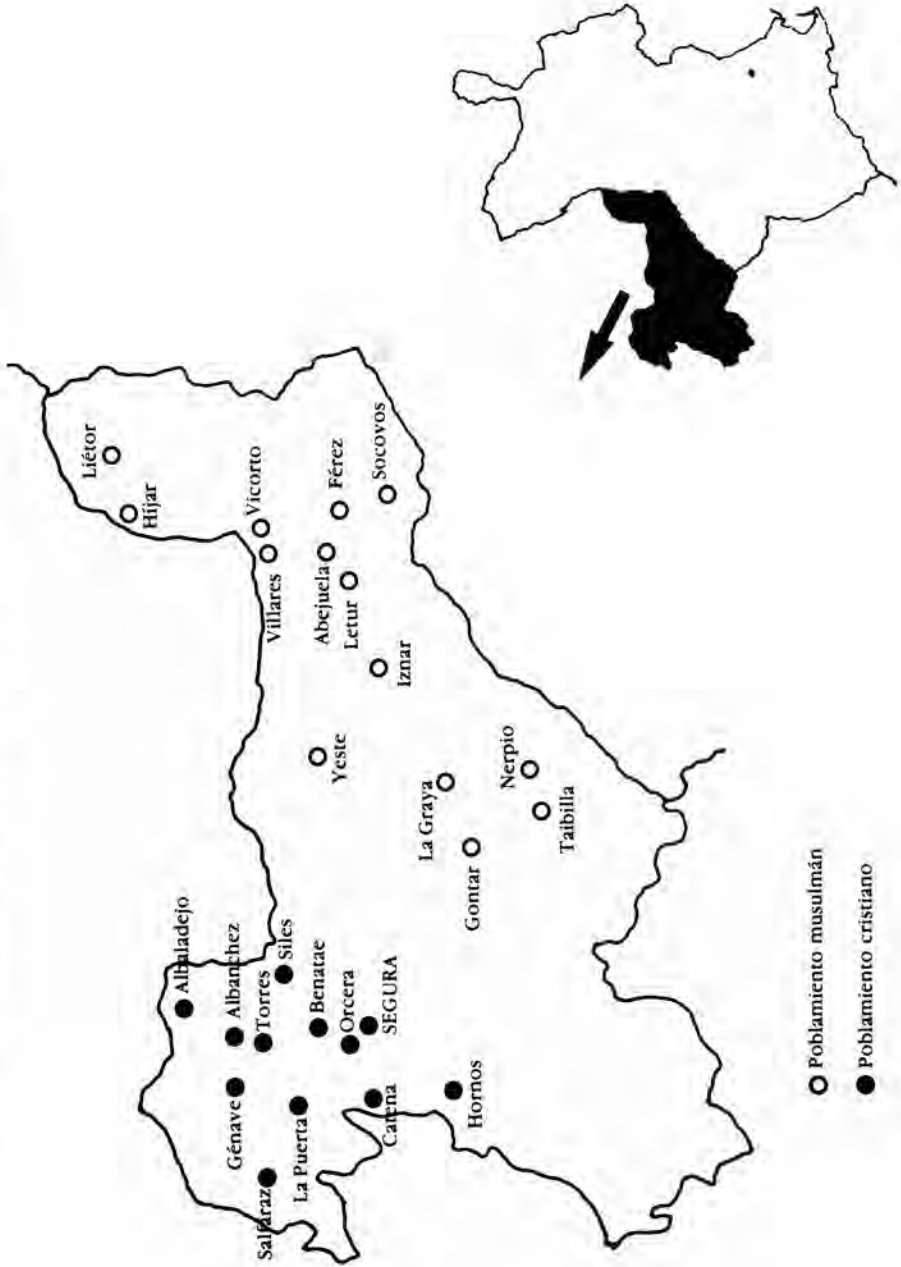 Liétor
Híjar
Vicorto
Villares
Férez
Abejuela
Socovos
Letur
Iznar
Yeste
La Graya
Nerpio
Gontar
Taibilla
Albaladejo
Albanchez
Torres
Siles
Génave
Benatae
Orcera
SEGURA
La Puerta
Salfaraz
Catena
Hornos
Poblamiento musulmán
Poblamiento cristiano